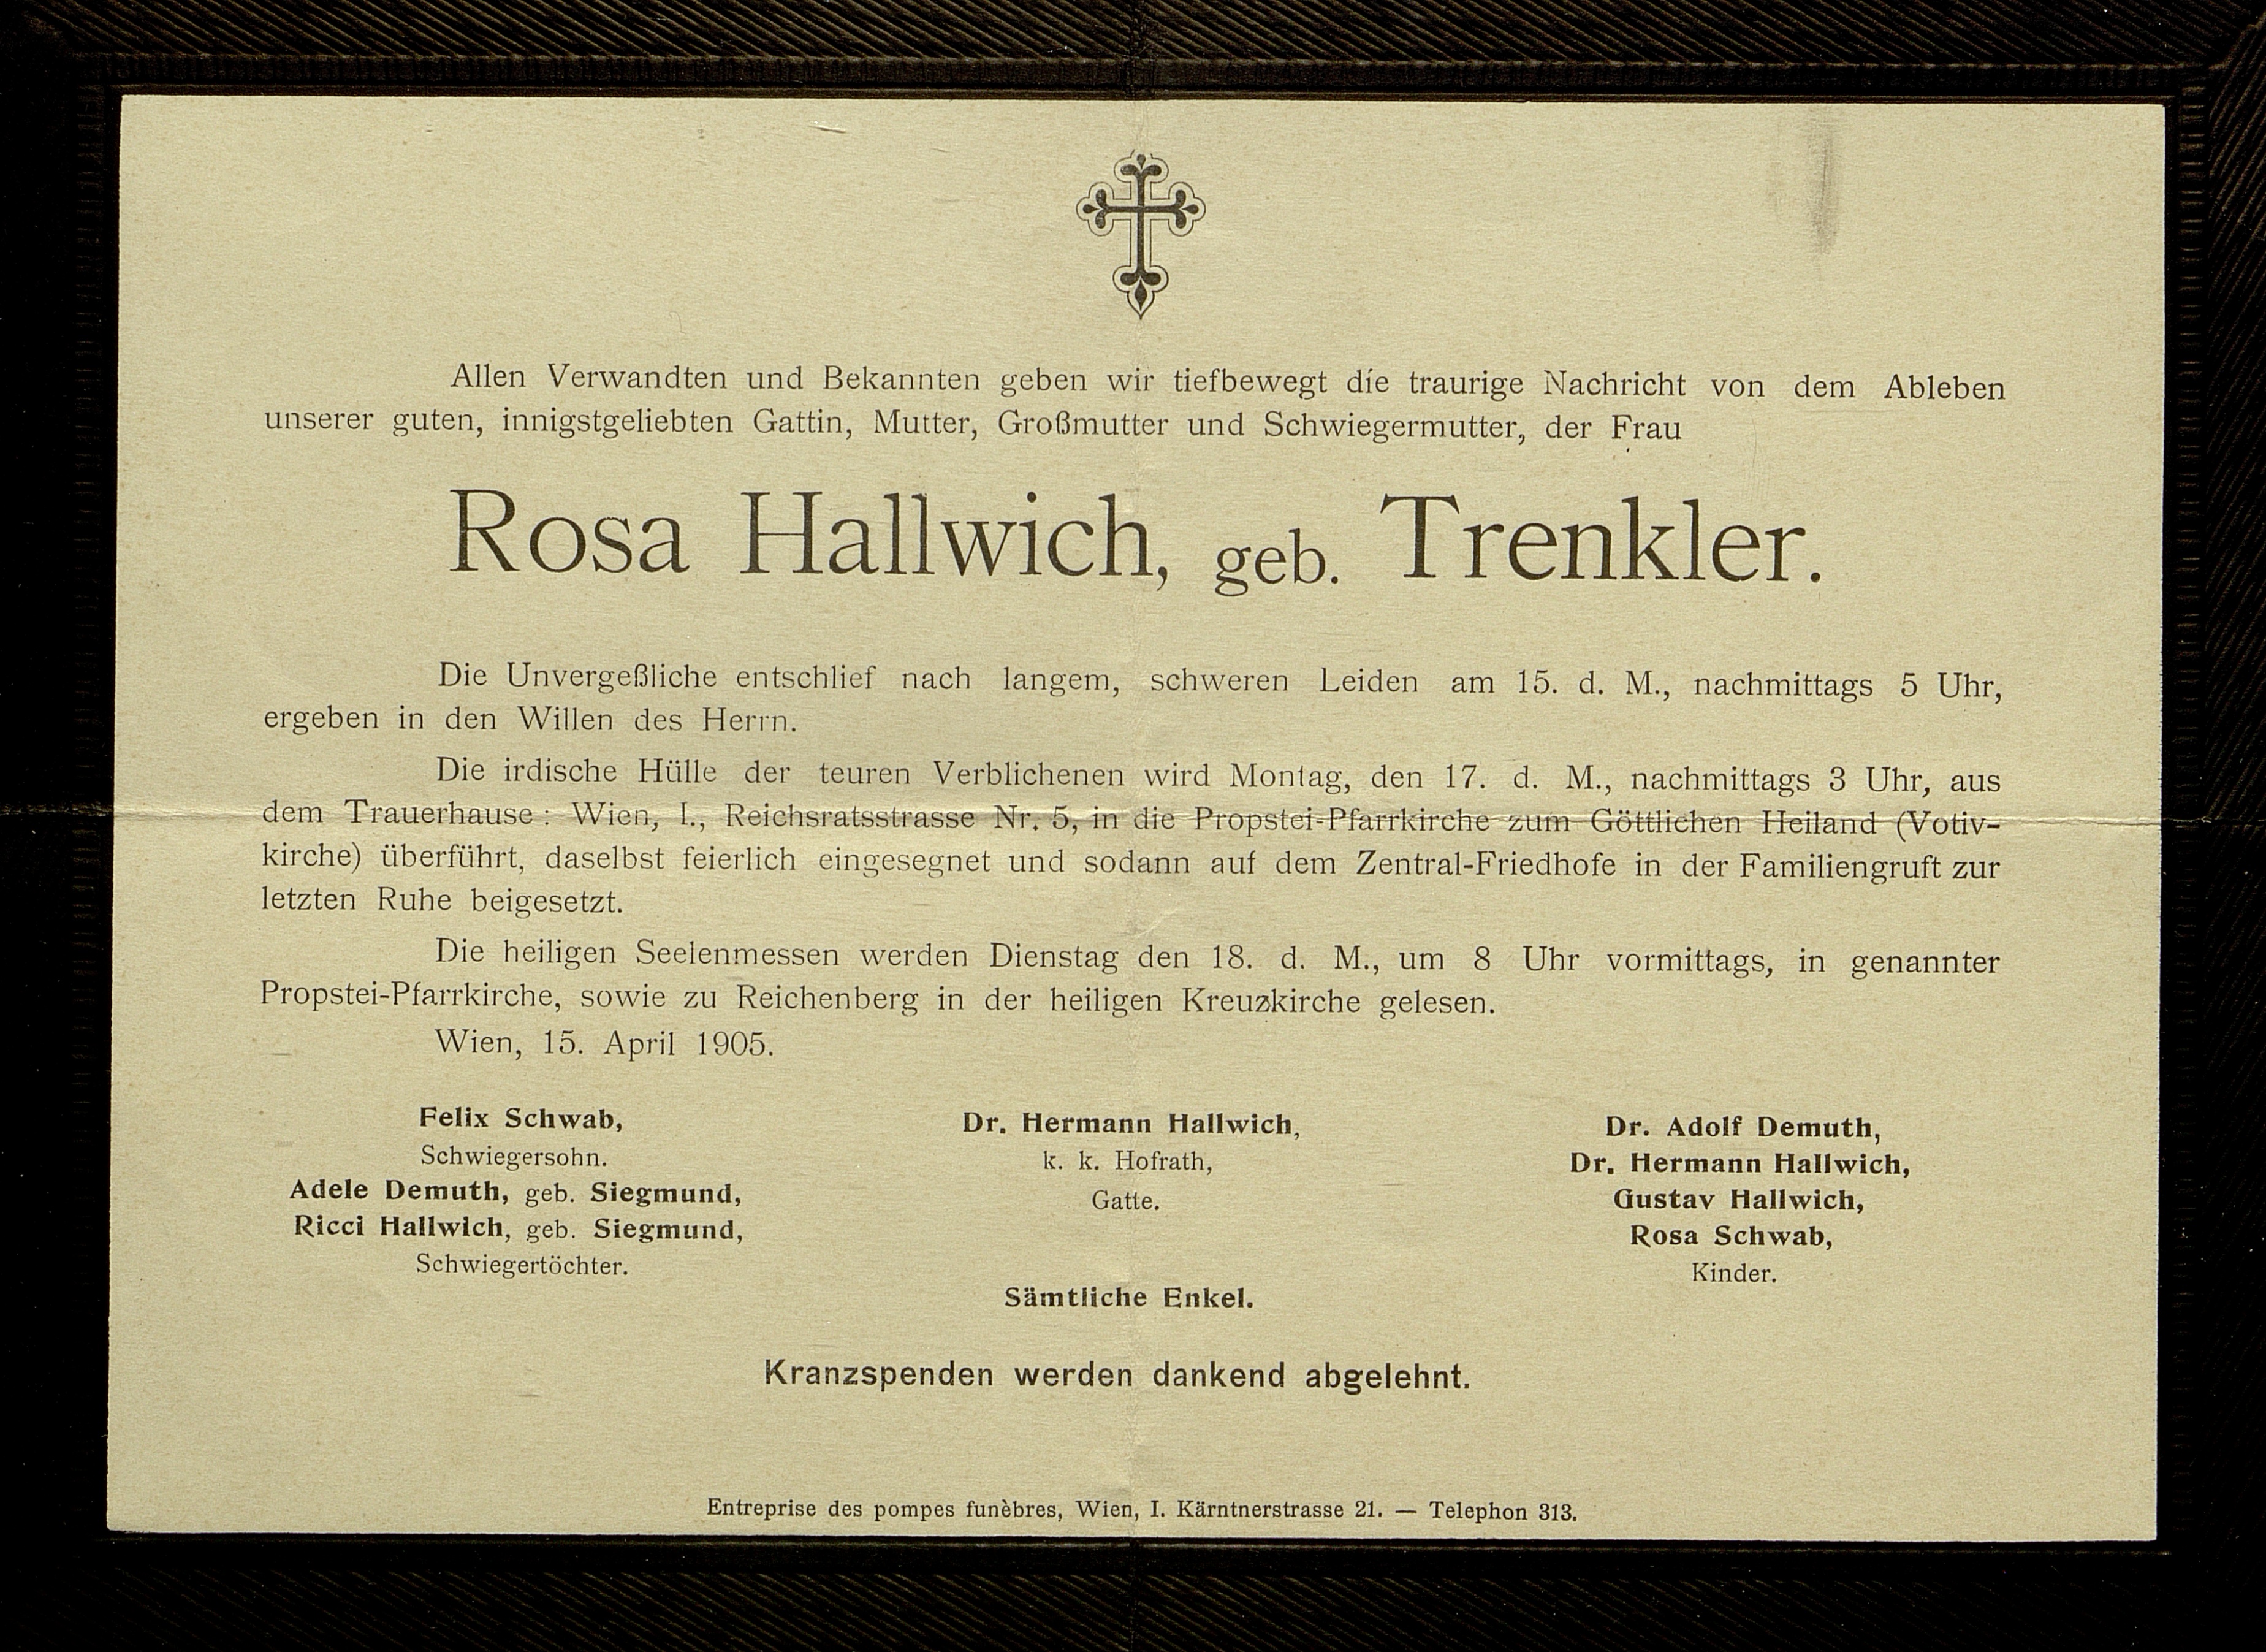 Allen Verwandten und Bekannten geben wir tiefbewegt die traurige Nachricht von dem Ableben
unserer guten, innigstgeliebten Gattin, Mutter, Großmutter und Schwiegermutter, der Frau
Rosa Hallwich, geb. Trenkler.
Die Unvergeßliche entschlief nach langem, schweren Leiden am 15. d. M., nachmittags 5 Uhr,
ergeben in den Willen des Herrn.
Die irdische Hülle der teuren Verblichenen wird Montag, den 17. d. M., nachmittags 3 Uhr, aus
dem Trauerhause: Wien, I., Reichsratsstrasse Nr. 5, in die Propstei-Pfarrkirche zum Göttlichen Heiland (Votiv-
kirche) überführt, daselbst feierlich eingesegnet und sodann auf dem Zentral-Friedhofe in der Familiengruft zur
letzten Ruhe beigesetzt.
Die heiligen Seelenmessen werden Dienstag den 18. d. M., um 8 Uhr vormittags, in genannter
Propstei-Pfarrkirche, sowie zu Reichenberg in der heiligen Kreuzkirche gelesen.
Wien, 15. April 1905.
Felix Schwab,
Schwiegersohn.
Adele Demuth, geb. Siegmund,
Ricci Hallwich, geb. Siegmund,
Schwiegertöchter.
Dr. Hermann Hallwich,
k. k. Hofrath,
Gatte.
Dr. Adolf Demuth,
Dr. Hermann Hallwich,
Gustav Hallwich,
Rosa Schwab,
Kinder.
Sämtliche Enkel.
Kranzspenden werden dankend abgelehnt.
Entreprise des pompes funèbres, Wien, I. Kärntnerstrasse 21. — Telephon 313.